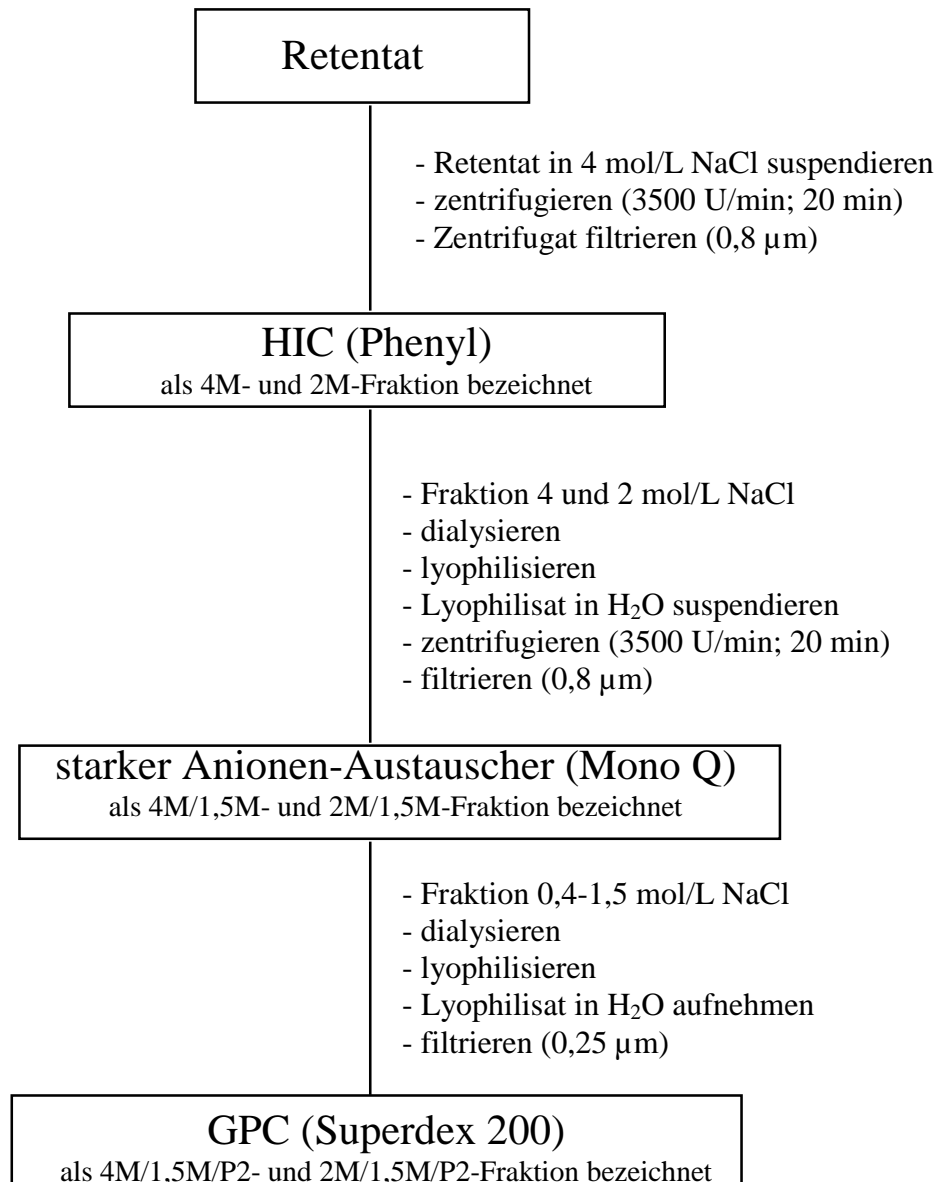 Retentat
- Retentat in 4 mol/L NaCl suspendieren
- zentrifugieren (3500 U/min; 20 min)
- Zentrifugat filtrieren (0,8 µm)
HIC (Phenyl)
als 4M- und 2M-Fraktion bezeichnet
- Fraktion 4 und 2 mol/L NaCl
- dialysieren
- lyophilisieren
- Lyophilisat in H₂O suspendieren
- zentrifugieren (3500 U/min; 20 min)
- filtrieren (0,8 µm)
starker Anionen-Austauscher (Mono Q)
als 4M/1,5M- und 2M/1,5M-Fraktion bezeichnet
- Fraktion 0,4-1,5 mol/L NaCl
- dialysieren
- lyophilisieren
- Lyophilisat in H₂O aufnehmen
- filtrieren (0,25 µm)
GPC (Superdex 200)
als 4M/1,5M/P2- und 2M/1,5M/P2-Fraktion bezeichnet